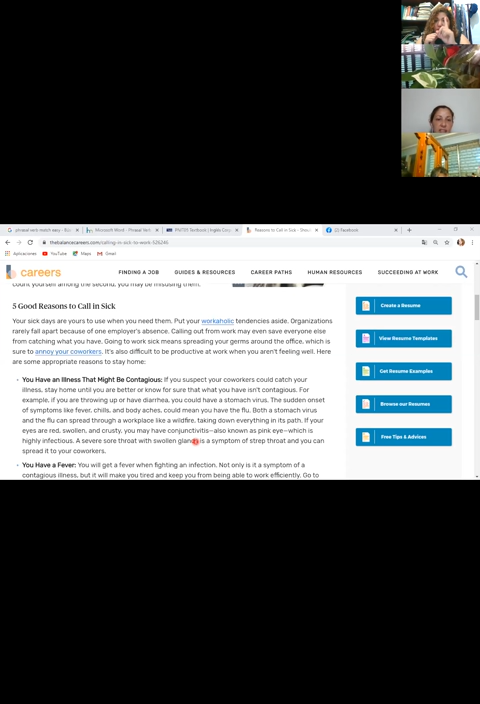 phrasal verb match easy - Ed
Microsoft Word - Phrasal Verb
Reasons to Call in Sick - Should
(2) Facebook
thebalancecareers.com/calling-in-sick-to-work-526246
Aplicaciones
YouTube
Maps
Gmail
careers
FINDING A JOB
GUIDES & RESOURCES
CAREER PATHS
HUMAN RESOURCES
SUCCEEDING AT WORK
count yourself among the second, you may be misusing them.
5 Good Reasons to Call in Sick
Your sick days are yours to use when you need them. Put your workaholic tendencies aside. Organizations
rarely fall apart because of one employer's absence. Calling out from work may even save everyone else
from catching what you have. Going to work sick means spreading your germs around the office, which is
sure to annoy your coworkers. It's also difficult to be productive at work when you aren't feeling well. Here
are some appropriate reasons to stay home:
• You Have an Illness That Might Be Contagious: If you suspect your coworkers could catch your
illness, stay home until you are better or know for sure that what you have isn't contagious. For
example, if you are throwing up or have diarrhea, you could have a stomach virus. The sudden onset
of symptoms like fever, chills, and body aches, could mean you have the flu. Both a stomach virus
and the flu can spread through a workplace like a wildfire, taking down everything in its path. If your
eyes are red, swollen, and crusty, you may have conjunctivitis–also known as pink eye–which is
highly infectious. A severe sore throat with swollen glands is a symptom of strep throat and you can
spread it to your coworkers.
• You Have a Fever: You will get a fever when fighting an infection. Not only is it a symptom of a
contagious illness, but it will make you tired and keep you from being able to work efficiently. Go to
Create a Resume
View Resume Templates
Get Resume Examples
Browse our Resumes
Free Tips & Advices